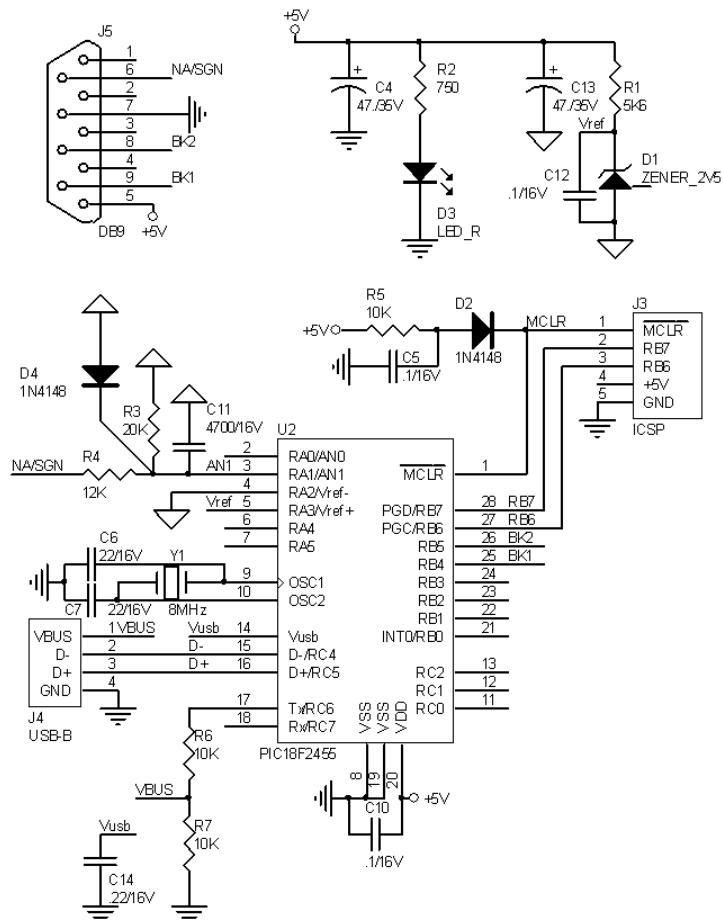 J5
1
6 NA/SGN
2
7
3
8 BK2
4
9 BK1
5
DB9
+5V
+5V
+
C4
47./35V
R2
750
D3
LED_R
+
C13
47./35V
R1
5K6
Vref
C12
.1/16V
D1
ZENER_2V5
D4
1N4148
R3
20K
C11
4700/16V
NA/SGN
R4
12K
AN1
Vref
R5
10K
+5V
C5
.1/16V
D2
1N4148
MCLR
J3
1 MCLR
2 RB7
3 RB6
4 +5V
5 GND
ICSP
U2
2 RA0/AN0
3 RA1/AN1
4 RA2/Vref-
5 RA3/Vref+
6 RA4
7 RA5
9 OSC1
10 OSC2
14 Vusb
15 D-/RC4
16 D+/RC5
17 Tx/RC6
18 Rx/RC7
MCLR 1
PGD/RB7 28 RB7
PGC/RB6 27 RB6
RB5 26 BK2
RB4 25 BK1
RB3 24
RB2 23
RB1 22
INT0/RB0 21
RC2 13
RC1 12
RC0 11
VSS VSS VDD
8 19 20
PIC18F2455
C6
22/16V
Y1
8MHz
C7
22/16V
VBUS 1 VBUS
D- 2
D+ 3
GND 4
J4
USB-B
Vusb
D-
D+
R6
10K
VBUS
R7
10K
Vusb
C14
.22/16V
+5V
C10
.1/16V